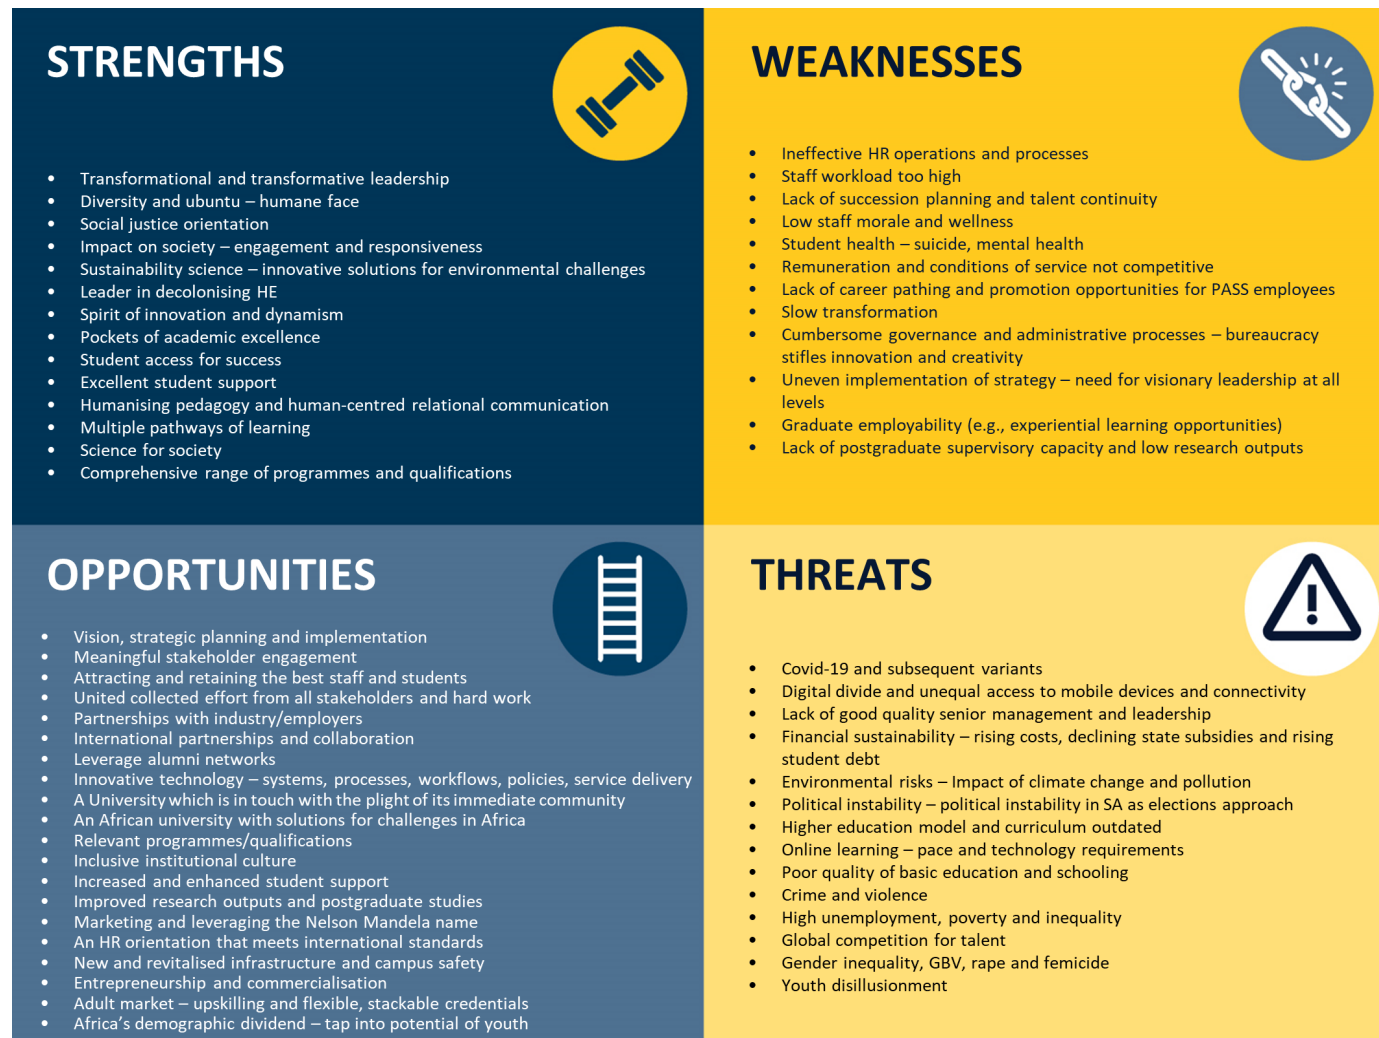 STRENGTHS
• Transformational and transformative leadership
• Diversity and ubuntu – humane face
• Social justice orientation
• Impact on society – engagement and responsiveness
• Sustainability science – innovative solutions for environmental challenges
• Leader in decolonising HE
• Spirit of innovation and dynamism
• Pockets of academic excellence
• Student access for success
• Excellent student support
• Humanising pedagogy and human-centred relational communication
• Multiple pathways of learning
• Science for society
• Comprehensive range of programmes and qualifications
WEAKNESSES
• Ineffective HR operations and processes
• Staff workload too high
• Lack of succession planning and talent continuity
• Low staff morale and wellness
• Student health – suicide, mental health
• Remuneration and conditions of service not competitive
• Lack of career pathing and promotion opportunities for PASS employees
• Slow transformation
• Cumbersome governance and administrative processes – bureaucracy
stifles innovation and creativity
• Uneven implementation of strategy – need for visionary leadership at all
levels
• Graduate employability (e.g., experiential learning opportunities)
• Lack of postgraduate supervisory capacity and low research outputs
OPPORTUNITIES
• Vision, strategic planning and implementation
• Meaningful stakeholder engagement
• Attracting and retaining the best staff and students
• United collected effort from all stakeholders and hard work
• Partnerships with industry/employers
• International partnerships and collaboration
• Leverage alumni networks
• Innovative technology – systems, processes, workflows, policies, service delivery
• A University which is in touch with the plight of its immediate community
• An African university with solutions for challenges in Africa
• Relevant programmes/qualifications
• Inclusive institutional culture
• Increased and enhanced student support
• Improved research outputs and postgraduate studies
• Marketing and leveraging the Nelson Mandela name
• An HR orientation that meets international standards
• New and revitalised infrastructure and campus safety
• Entrepreneurship and commercialisation
• Adult market – upskilling and flexible, stackable credentials
• Africa's demographic dividend – tap into potential of youth
THREATS
• Covid-19 and subsequent variants
• Digital divide and unequal access to mobile devices and connectivity
• Lack of good quality senior management and leadership
• Financial sustainability – rising costs, declining state subsidies and rising
student debt
• Environmental risks – Impact of climate change and pollution
• Political instability – political instability in SA as elections approach
• Higher education model and curriculum outdated
• Online learning – pace and technology requirements
• Poor quality of basic education and schooling
• Crime and violence
• High unemployment, poverty and inequality
• Global competition for talent
• Gender inequality, GBV, rape and femicide
• Youth disillusionment